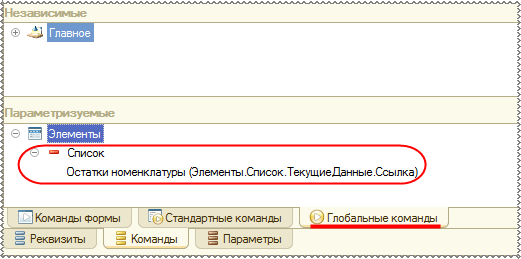 Независимые
Главное
Параметризуемые
Элементы
Список
Остатки номенклатуры (Элементы.Список.ТекущиеДанные.Ссылка)
Команды формы Стандартные команды Глобальные команды
Реквизиты Команды Параметры